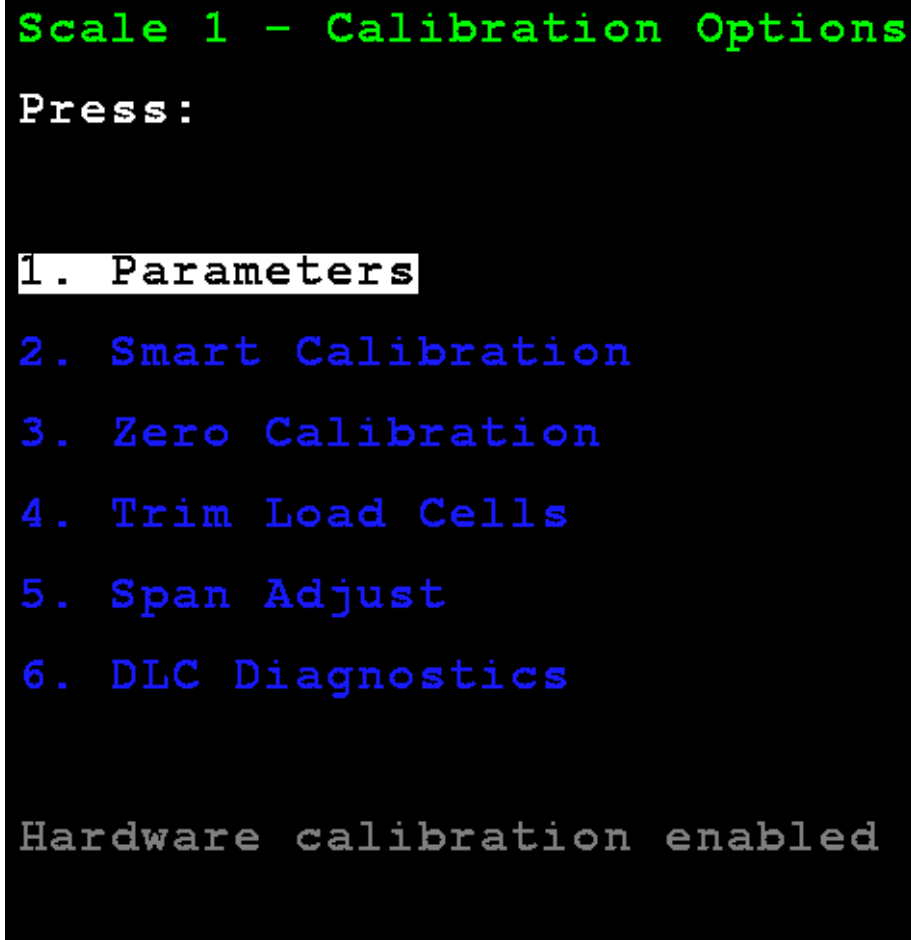 Scale 1 - Calibration Options
Press:
1. Parameters
2. Smart Calibration
3. Zero Calibration
4. Trim Load Cells
5. Span Adjust
6. DLC Diagnostics
Hardware calibration enabled